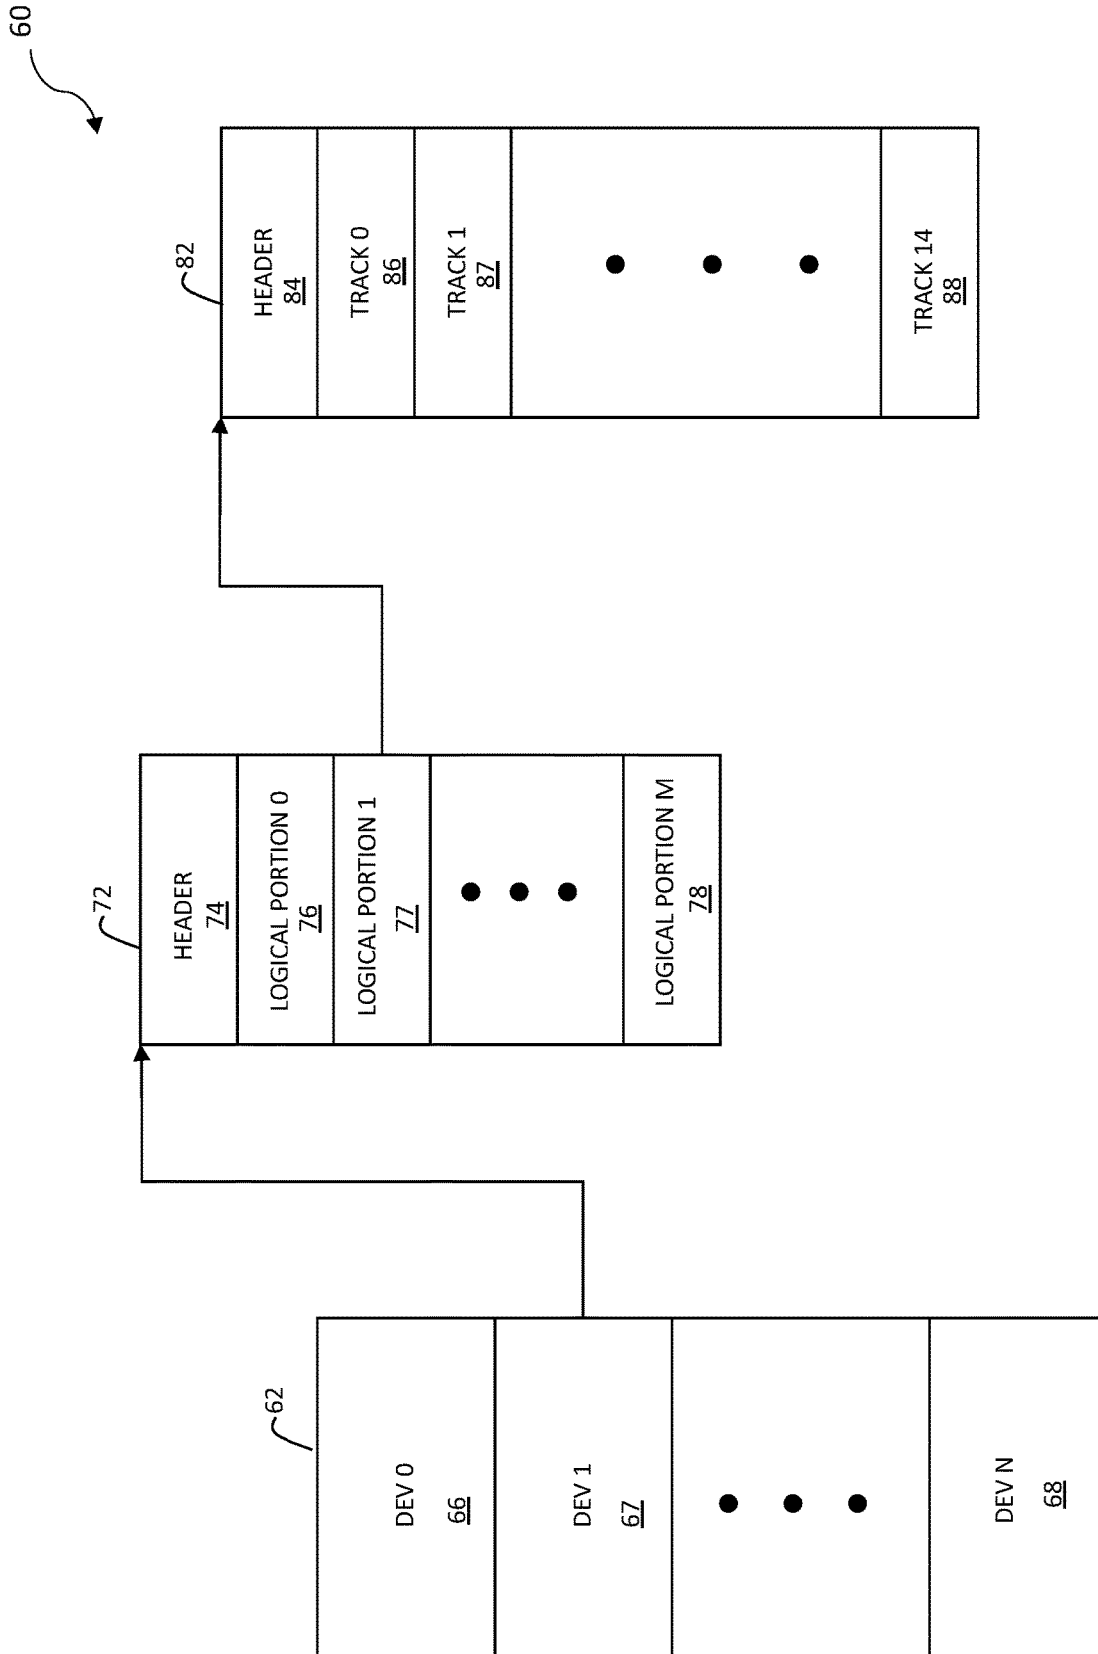 60
62
DEV 0
66
DEV 1
67
DEV N
68
72
HEADER
74
LOGICAL PORTION 0
76
LOGICAL PORTION 1
77
LOGICAL PORTION M
78
82
HEADER
84
TRACK 0
86
TRACK 1
87
TRACK 14
88